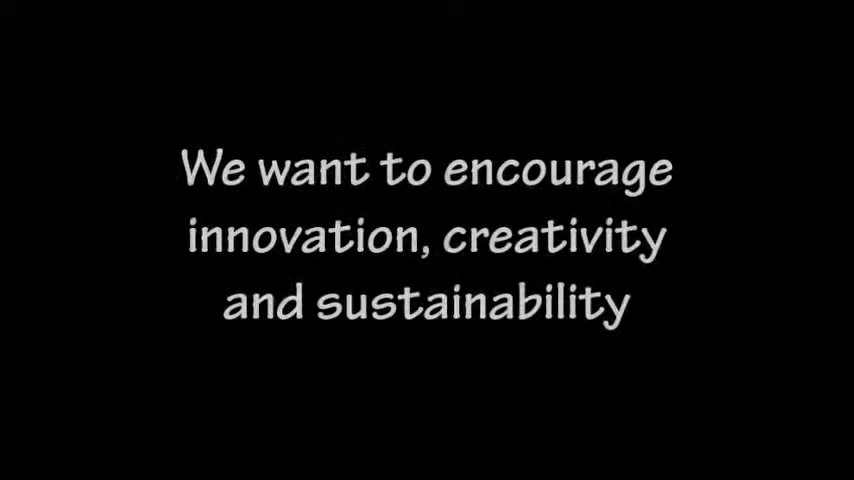 We want to encourage
innovation, creativity
and sustainability